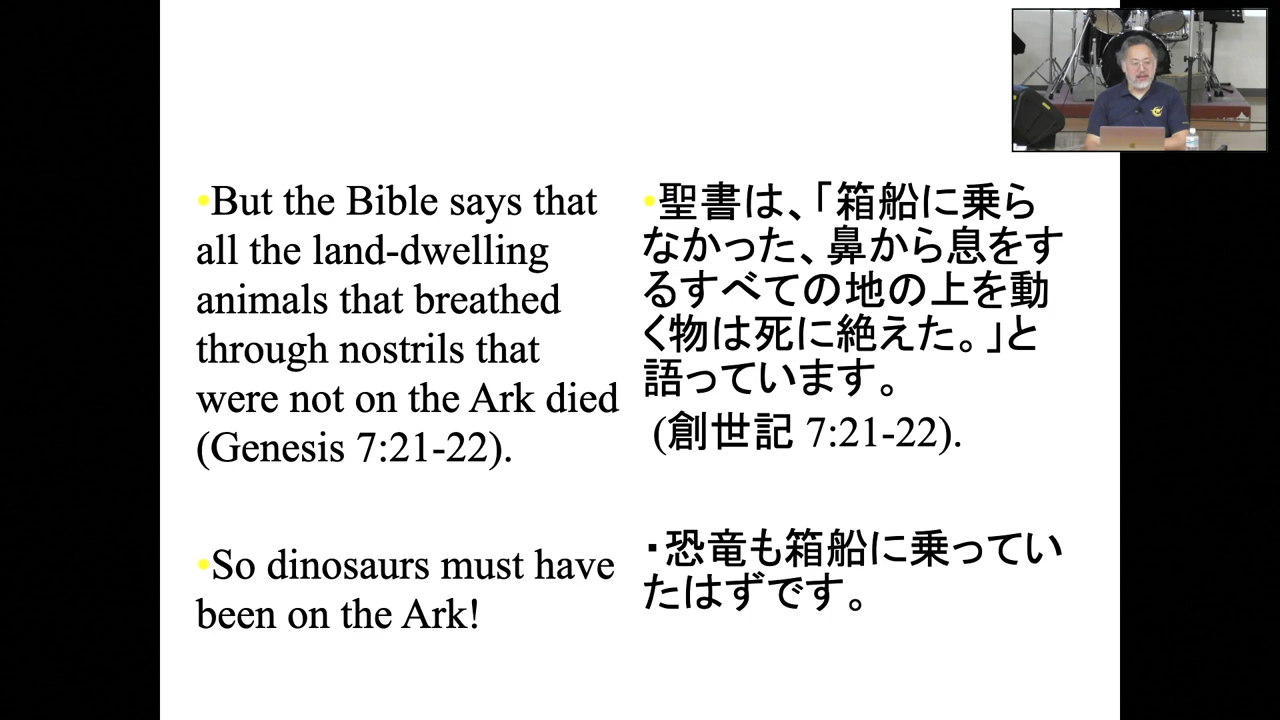 •But the Bible says that
all the land-dwelling
animals that breathed
through nostrils that
were not on the Ark died
(Genesis 7:21-22).
•So dinosaurs must have
been on the Ark!
•聖書は、「箱船に乗ら
なかった、鼻から息をす
るすべての地の上を動
く物は死に絶えた。」と
語っています。
(創世記 7:21-22).
・恐竜も箱船に乗ってい
たはずです。